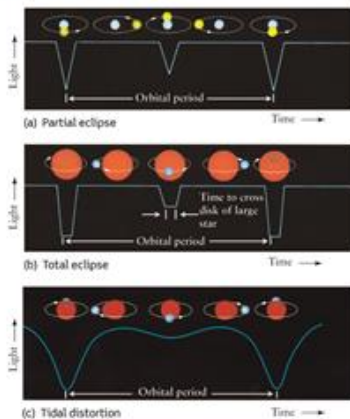 Light
Orbital period
(a) Partial eclipse
Time
Light
Time to cross
disk of large
star
Orbital period
(b) Total eclipse
Time
Light
Orbital period
(c) Tidal distortion
Time